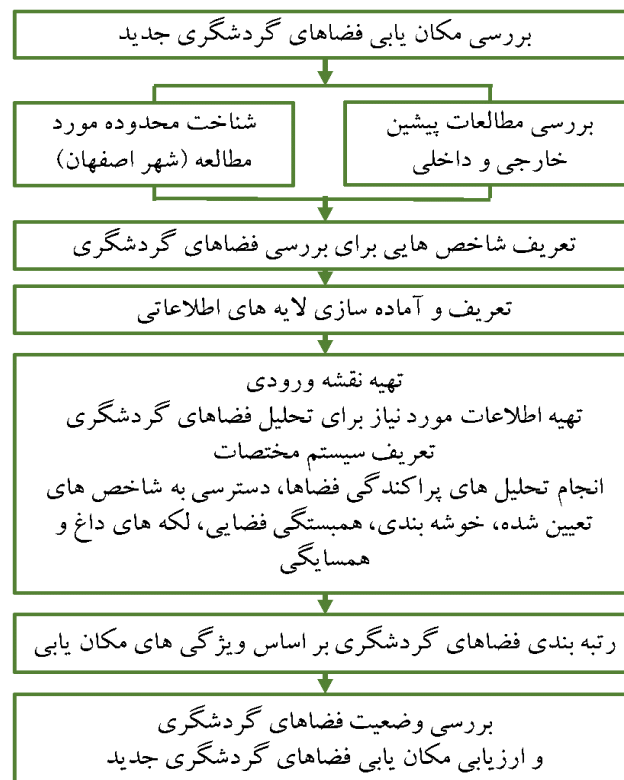 بررسی مکان یابی فضاهای گردشگری جدید
بررسی مطالعات پیشین
خارجی و داخلی
شناخت محدوده مورد
مطالعه (شهر اصفهان)
تعریف شاخص هایی برای بررسی فضاهای گردشگری
تعریف و آماده سازی لایه های اطلاعاتی
تهیه نقشه ورودی
تهیه اطلاعات مورد نیاز برای تحلیل فضاهای گردشگری
تعریف سیستم مختصات
انجام تحلیل های پراکندگی فضاها، دسترسی به شاخص های
تعیین شده، خوشه بندی، همبستگی فضایی، لکه های داغ و
همسایگی
رتبه بندی فضاهای گردشگری بر اساس ویژگی های مکان یابی
بررسی وضعیت فضاهای گردشگری
و ارزیابی مکان یابی فضاهای گردشگری جدید